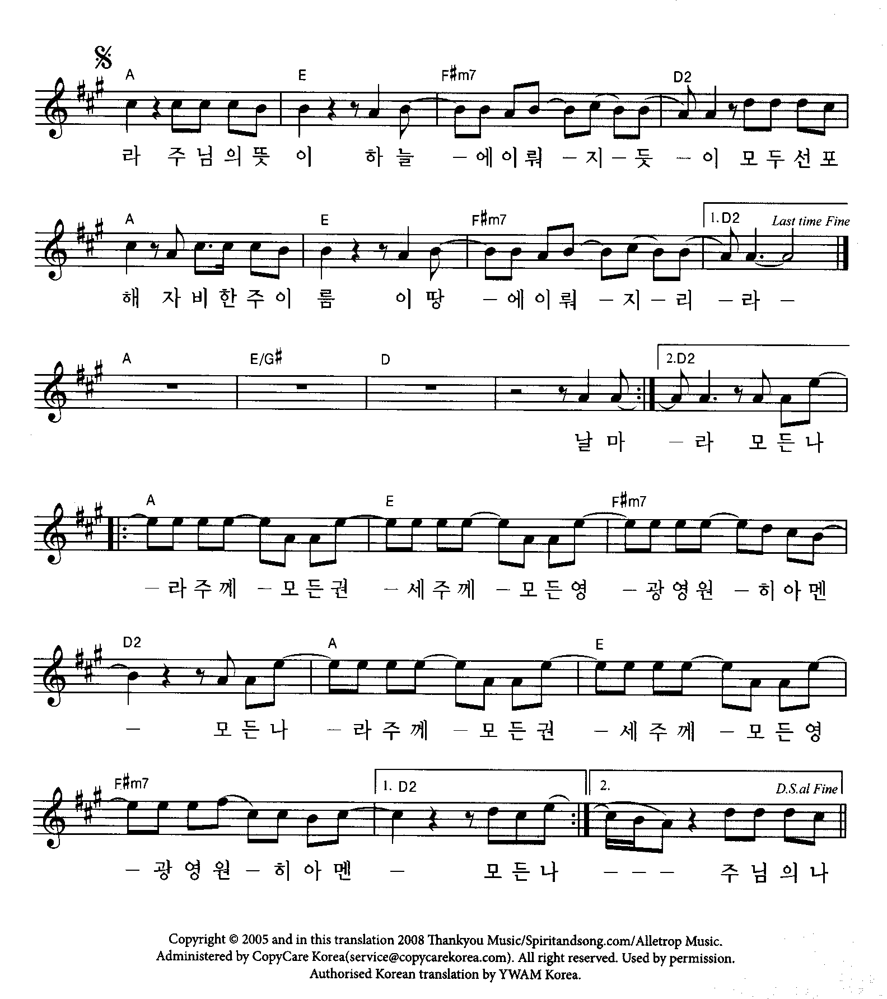 A E F#m7 D2
라 주님의뜻 이 하늘 - 에이뤄 - 지 - 듯 - 이 모두선포
A E F#m7 1. D2 Last time Fine
해 자비한주이 름 이땅 - 에이뤄 - 지 - 리 - 라 -
A E/G# D 2. D2
날마 - 라 모든나
A E F#m7
- 라주께 - 모든권 - 세주께 - 모든영 - 광영원 - 히아멘
D2 A E
- 모든나 - 라주께 - 모든권 - 세주께 - 모든영
F#m7 1. D2 2. D.S.al Fine
- 광영원 - 히아멘 - 모든나 - - - 주님의나
Copyright © 2005 and in this translation 2008 Thankyou Music/Spiritandsong.com/Alletrop Music.
Administered by CopyCare Korea(service@copycarekorea.com). All right reserved. Used by permission.
Authorised Korean translation by YWAM Korea.